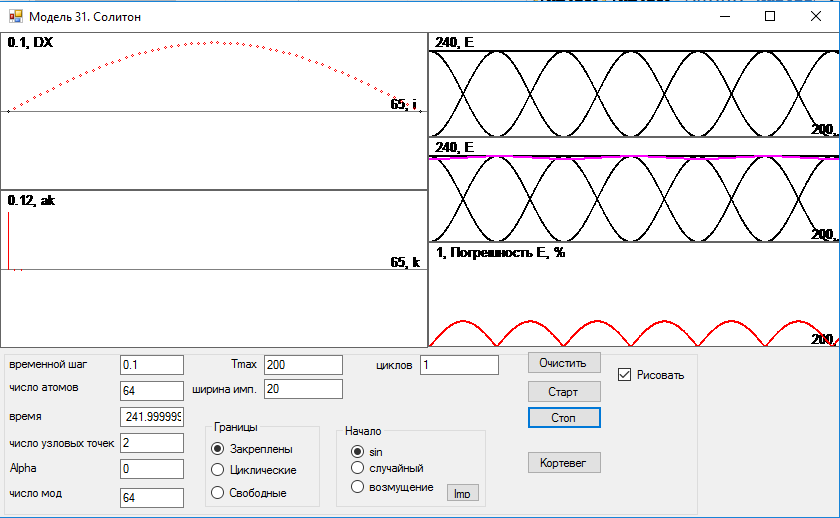 Модель 31. Солитон
0.1, DX
65, i
0.12, ak
65, k
240, E
200,
240, E
200,
1, Погрешность E, %
200,
временной шаг 0.1
число атомов 64
время 241.999999
число узловых точек 2
Alpha 0
число мод 64
Tmax 200
ширина имп. 20
циклов 1
Границы
Закреплены
Циклические
Свободные
Начало
sin
случайный
возмущение
Imp
Очистить
Старт
Стоп
Кортевег
Рисовать